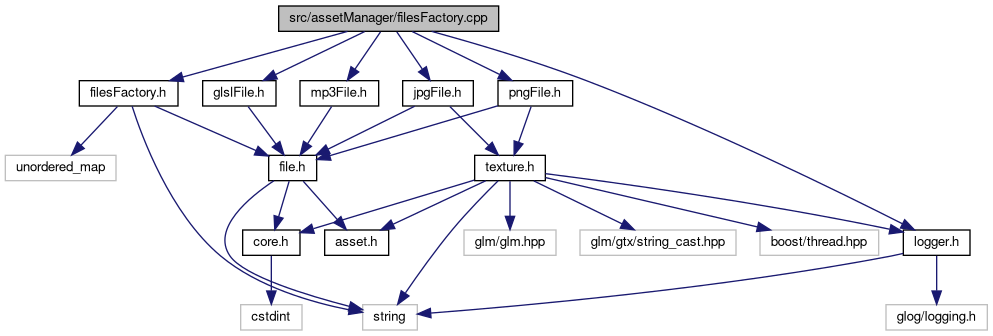 src/assetManager/filesFactory.cpp
filesFactory.h
glslFile.h
mp3File.h
jpgFile.h
pngFile.h
unordered_map
file.h
texture.h
core.h
asset.h
glm/glm.hpp
glm/gtx/string_cast.hpp
boost/thread.hpp
logger.h
cstdint
string
glog/logging.h